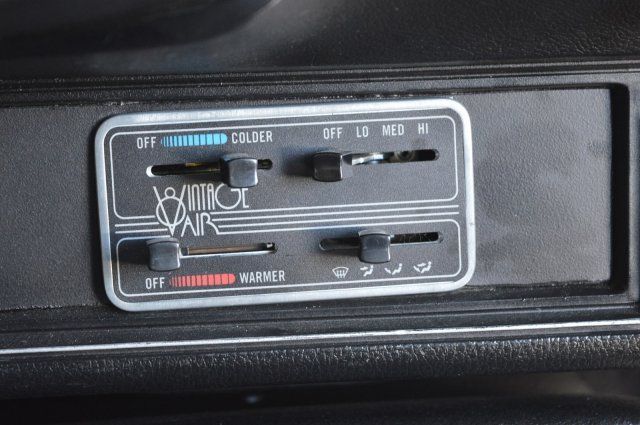 OFF COLDER
OFF LO MED HI
VINTAGE
AIR
OFF WARMER